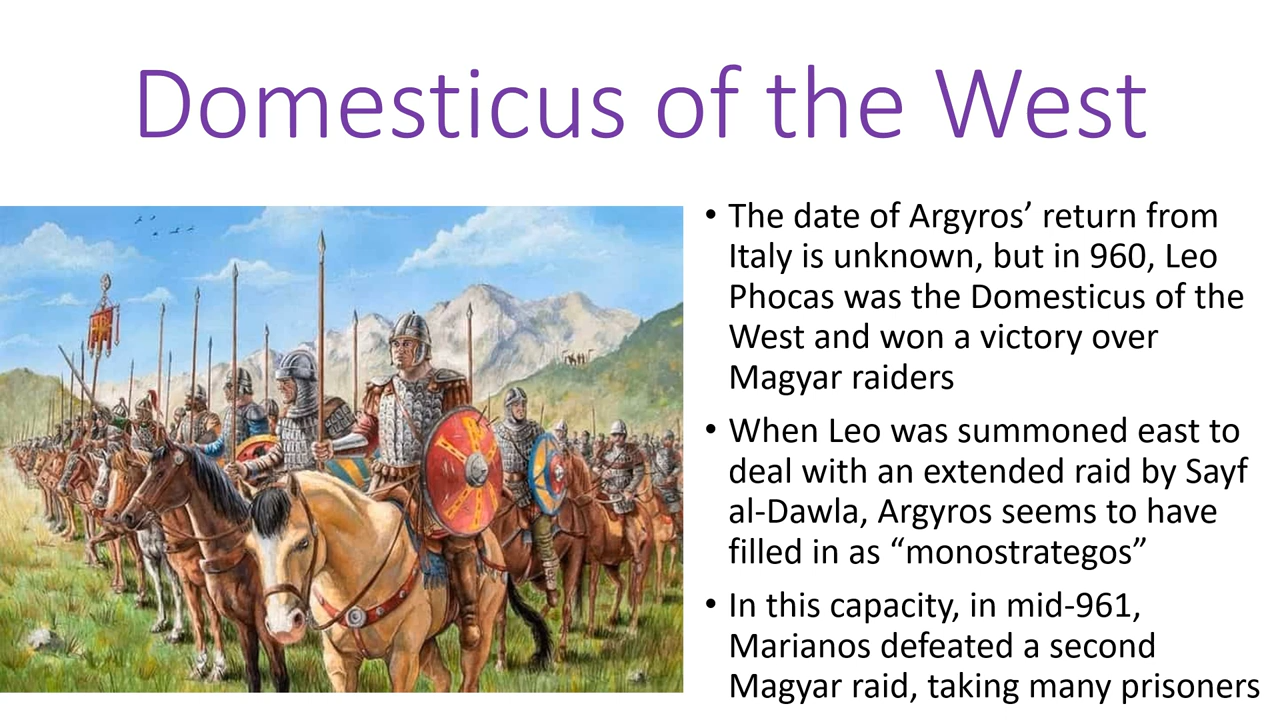 Domesticus of the West
• The date of Argyros’ return from
Italy is unknown, but in 960, Leo
Phocas was the Domesticus of the
West and won a victory over
Magyar raiders
• When Leo was summoned east to
deal with an extended raid by Sayf
al-Dawla, Argyros seems to have
filled in as “monostrategos”
• In this capacity, in mid-961,
Marianos defeated a second
Magyar raid, taking many prisoners